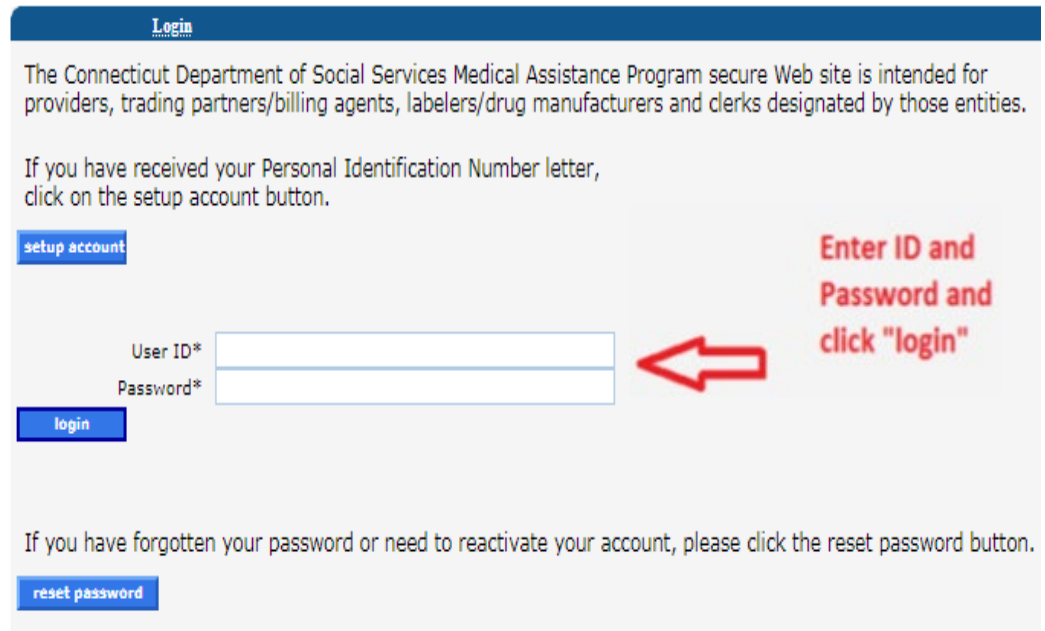 Login
The Connecticut Department of Social Services Medical Assistance Program secure Web site is intended for
providers, trading partners/billing agents, labelers/drug manufacturers and clerks designated by those entities.
If you have received your Personal Identification Number letter,
click on the setup account button.
setup account
Enter ID and
Password and
click "login"
User ID*
Password*
login
If you have forgotten your password or need to reactivate your account, please click the reset password button.
reset password